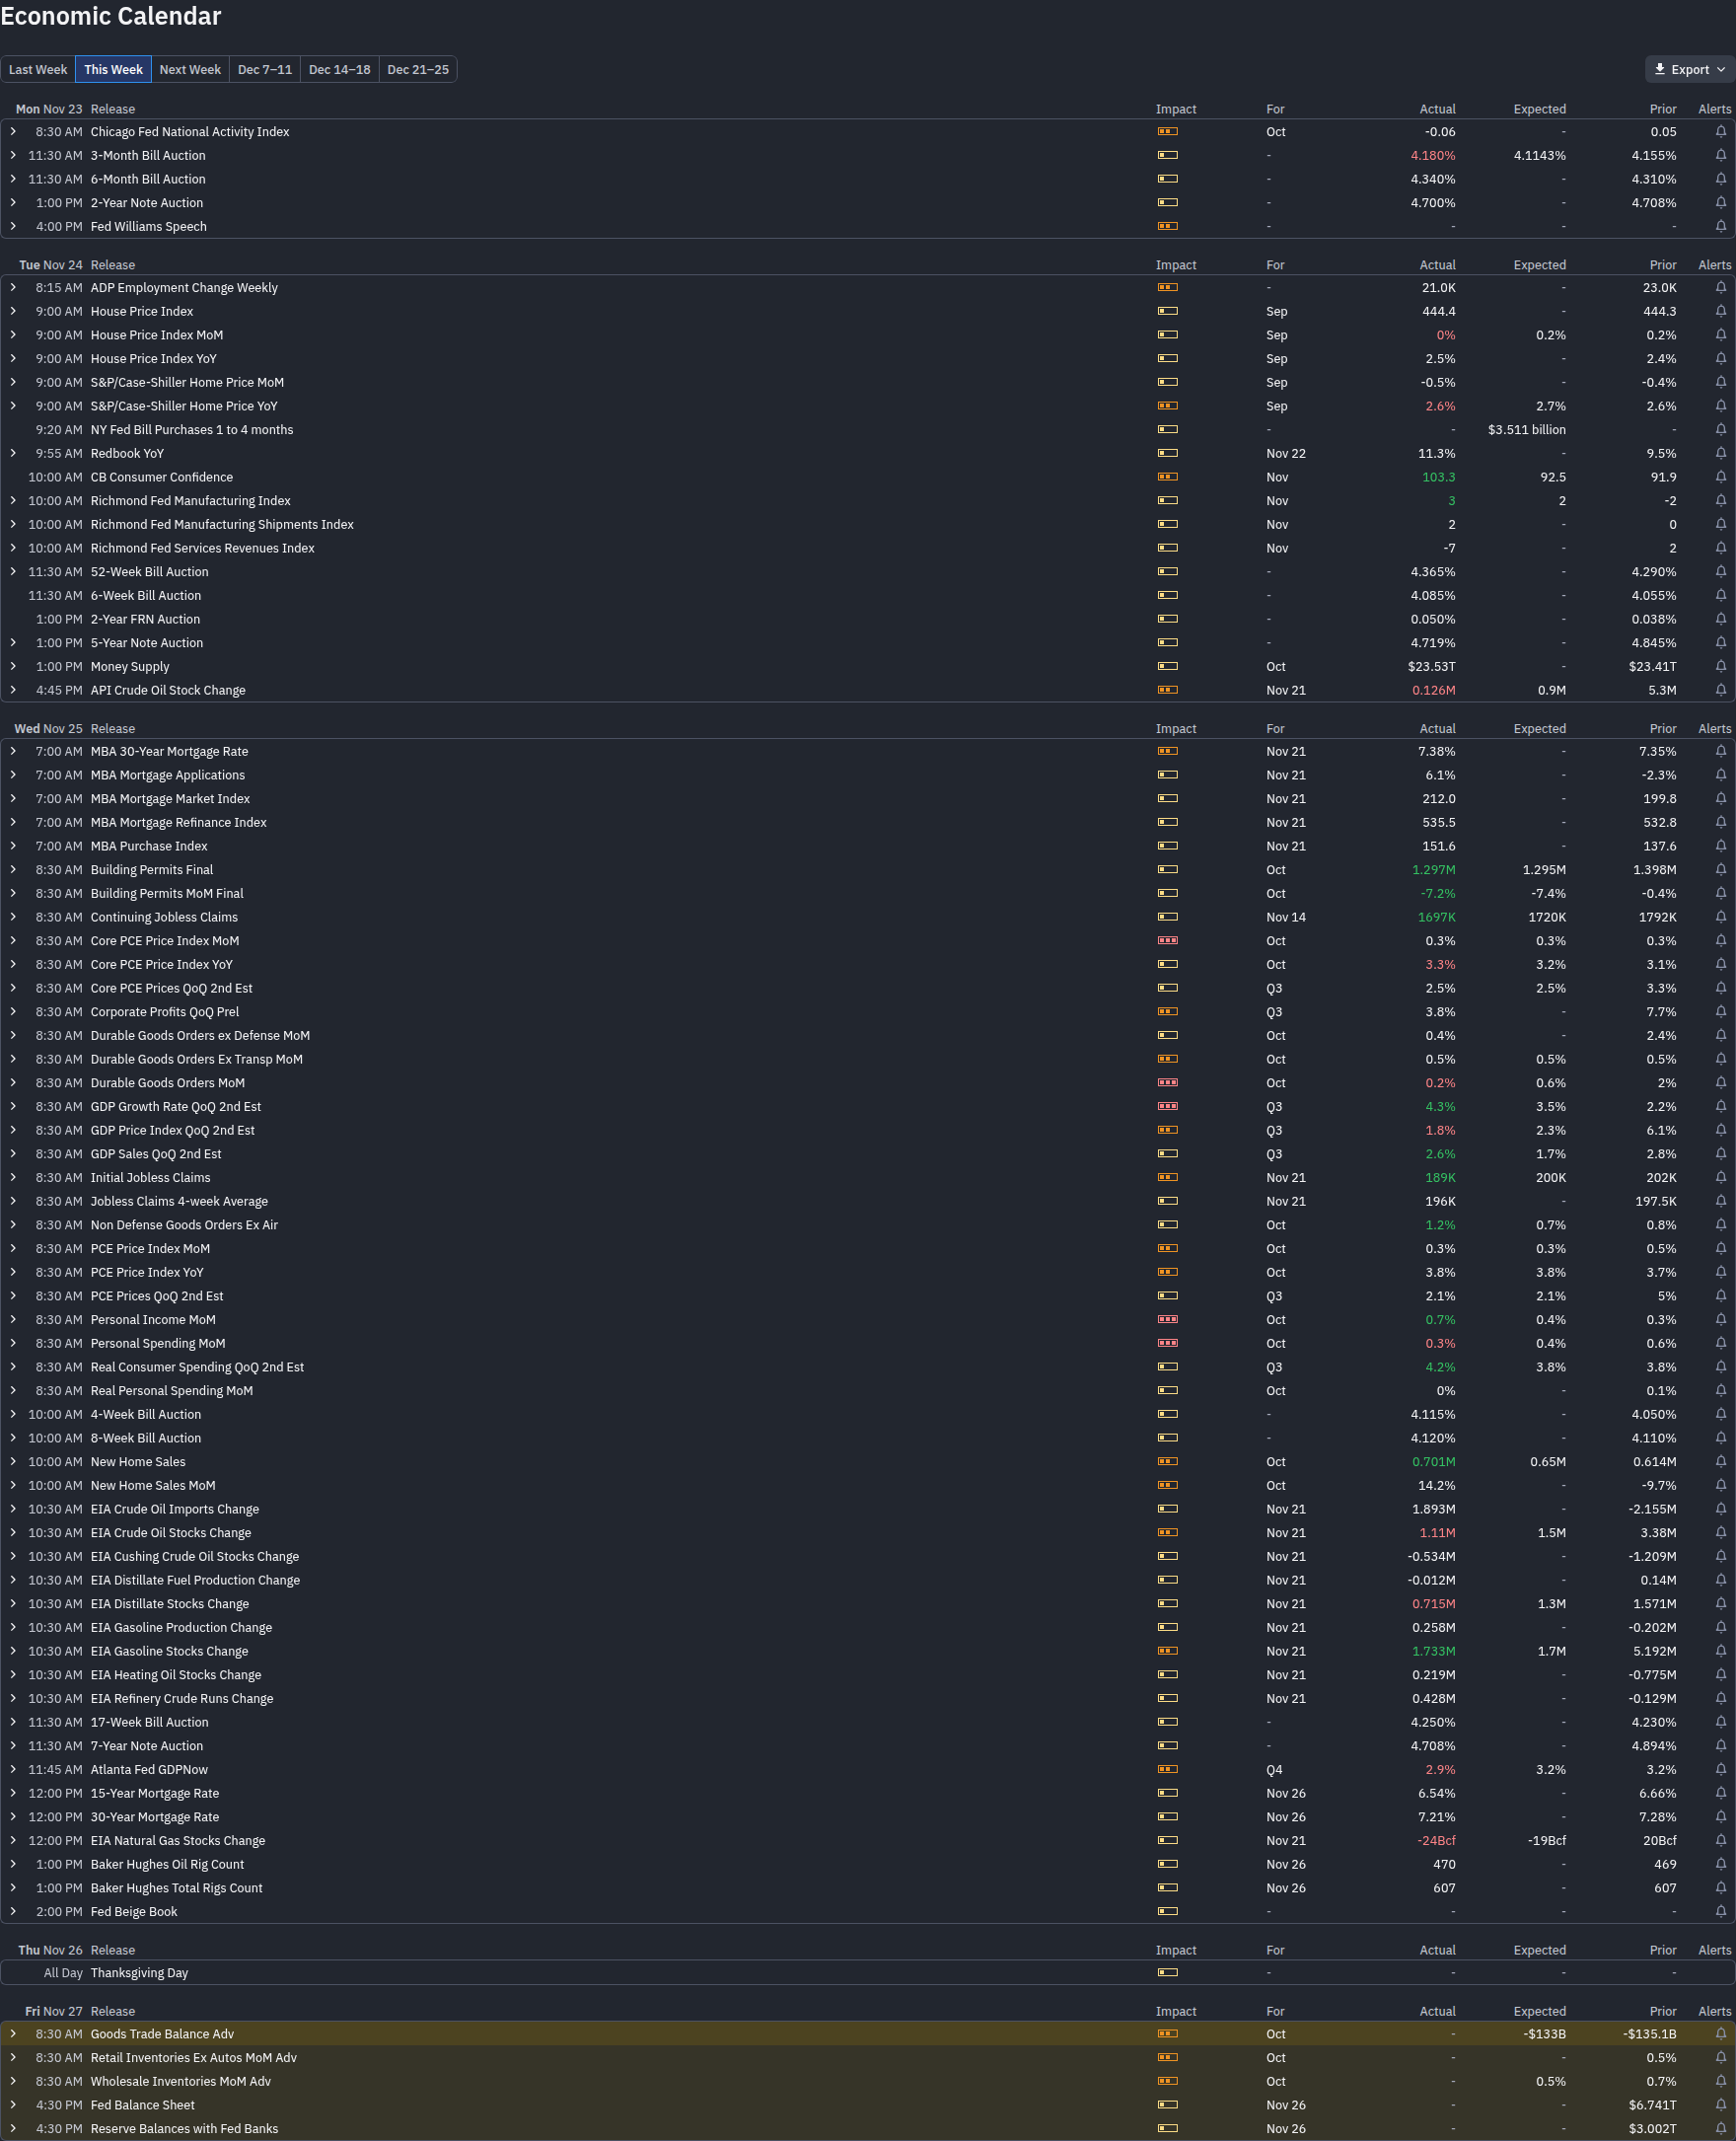 Economic Calendar
Last Week This Week Next Week Dec 7–11 Dec 14–18 Dec 21–25 Export
Mon Nov 23 Release Impact For Actual Expected Prior Alerts
8:30 AM Chicago Fed National Activity Index Oct -0.06 - 0.05
11:30 AM 3-Month Bill Auction - 4.180% 4.1143% 4.155%
11:30 AM 6-Month Bill Auction - 4.340% - 4.310%
1:00 PM 2-Year Note Auction - 4.700% - 4.708%
4:00 PM Fed Williams Speech - - - -
Tue Nov 24 Release Impact For Actual Expected Prior Alerts
8:15 AM ADP Employment Change Weekly - 21.0K - 23.0K
9:00 AM House Price Index Sep 444.4 - 444.3
9:00 AM House Price Index MoM Sep 0% 0.2% 0.2%
9:00 AM House Price Index YoY Sep 2.5% - 2.4%
9:00 AM S&P/Case-Shiller Home Price MoM Sep -0.5% - -0.4%
9:00 AM S&P/Case-Shiller Home Price YoY Sep 2.6% 2.7% 2.6%
9:20 AM NY Fed Bill Purchases 1 to 4 months - - $3.511 billion -
9:55 AM Redbook YoY Nov 22 11.3% - 9.5%
10:00 AM CB Consumer Confidence Nov 103.3 92.5 91.9
10:00 AM Richmond Fed Manufacturing Index Nov 3 2 -2
10:00 AM Richmond Fed Manufacturing Shipments Index Nov 2 - 0
10:00 AM Richmond Fed Services Revenues Index Nov -7 - 2
11:30 AM 52-Week Bill Auction - 4.365% - 4.290%
11:30 AM 6-Week Bill Auction - 4.085% - 4.055%
1:00 PM 2-Year FRN Auction - 0.050% - 0.038%
1:00 PM 5-Year Note Auction - 4.719% - 4.845%
1:00 PM Money Supply Oct $23.53T - $23.41T
4:45 PM API Crude Oil Stock Change Nov 21 0.126M 0.9M 5.3M
Wed Nov 25 Release Impact For Actual Expected Prior Alerts
7:00 AM MBA 30-Year Mortgage Rate Nov 21 7.38% - 7.35%
7:00 AM MBA Mortgage Applications Nov 21 6.1% - -2.3%
7:00 AM MBA Mortgage Market Index Nov 21 212.0 - 199.8
7:00 AM MBA Mortgage Refinance Index Nov 21 535.5 - 532.8
7:00 AM MBA Purchase Index Nov 21 151.6 - 137.6
8:30 AM Building Permits Final Oct 1.297M 1.295M 1.398M
8:30 AM Building Permits MoM Final Oct -7.2% -7.4% -0.4%
8:30 AM Continuing Jobless Claims Nov 14 1697K 1720K 1792K
8:30 AM Core PCE Price Index MoM Oct 0.3% 0.3% 0.3%
8:30 AM Core PCE Price Index YoY Oct 3.3% 3.2% 3.1%
8:30 AM Core PCE Prices QoQ 2nd Est Q3 2.5% 2.5% 3.3%
8:30 AM Corporate Profits QoQ Prel Q3 3.8% - 7.7%
8:30 AM Durable Goods Orders ex Defense MoM Oct 0.4% - 2.4%
8:30 AM Durable Goods Orders Ex Transp MoM Oct 0.5% 0.5% 0.5%
8:30 AM Durable Goods Orders MoM Oct 0.2% 0.6% 2%
8:30 AM GDP Growth Rate QoQ 2nd Est Q3 4.3% 3.5% 2.2%
8:30 AM GDP Price Index QoQ 2nd Est Q3 1.8% 2.3% 6.1%
8:30 AM GDP Sales QoQ 2nd Est Q3 2.6% 1.7% 2.8%
8:30 AM Initial Jobless Claims Nov 21 189K 200K 202K
8:30 AM Jobless Claims 4-week Average Nov 21 196K - 197.5K
8:30 AM Non Defense Goods Orders Ex Air Oct 1.2% 0.7% 0.8%
8:30 AM PCE Price Index MoM Oct 0.3% 0.3% 0.5%
8:30 AM PCE Price Index YoY Oct 3.8% 3.8% 3.7%
8:30 AM PCE Prices QoQ 2nd Est Q3 2.1% 2.1% 5%
8:30 AM Personal Income MoM Oct 0.7% 0.4% 0.3%
8:30 AM Personal Spending MoM Oct 0.3% 0.4% 0.6%
8:30 AM Real Consumer Spending QoQ 2nd Est Q3 4.2% 3.8% 3.8%
8:30 AM Real Personal Spending MoM Oct 0% - 0.1%
10:00 AM 4-Week Bill Auction - 4.115% - 4.050%
10:00 AM 8-Week Bill Auction - 4.120% - 4.110%
10:00 AM New Home Sales Oct 0.701M 0.65M 0.614M
10:00 AM New Home Sales MoM Oct 14.2% - -9.7%
10:30 AM EIA Crude Oil Imports Change Nov 21 1.893M - -2.155M
10:30 AM EIA Crude Oil Stocks Change Nov 21 1.11M 1.5M 3.38M
10:30 AM EIA Cushing Crude Oil Stocks Change Nov 21 -0.534M - -1.209M
10:30 AM EIA Distillate Fuel Production Change Nov 21 -0.012M - 0.14M
10:30 AM EIA Distillate Stocks Change Nov 21 0.715M 1.3M 1.571M
10:30 AM EIA Gasoline Production Change Nov 21 0.258M - -0.202M
10:30 AM EIA Gasoline Stocks Change Nov 21 1.733M 1.7M 5.192M
10:30 AM EIA Heating Oil Stocks Change Nov 21 0.219M - -0.775M
10:30 AM EIA Refinery Crude Runs Change Nov 21 0.428M - -0.129M
11:30 AM 17-Week Bill Auction - 4.250% - 4.230%
11:30 AM 7-Year Note Auction - 4.708% - 4.894%
11:45 AM Atlanta Fed GDPNow Q4 2.9% 3.2% 3.2%
12:00 PM 15-Year Mortgage Rate Nov 26 6.54% - 6.66%
12:00 PM 30-Year Mortgage Rate Nov 26 7.21% - 7.28%
12:00 PM EIA Natural Gas Stocks Change Nov 21 -24Bcf -19Bcf 20Bcf
1:00 PM Baker Hughes Oil Rig Count Nov 26 470 - 469
1:00 PM Baker Hughes Total Rigs Count Nov 26 607 - 607
2:00 PM Fed Beige Book - - - -
Thu Nov 26 Release Impact For Actual Expected Prior Alerts
All Day Thanksgiving Day - - - -
Fri Nov 27 Release Impact For Actual Expected Prior Alerts
8:30 AM Goods Trade Balance Adv Oct - -$133B -$135.1B
8:30 AM Retail Inventories Ex Autos MoM Adv Oct - - 0.5%
8:30 AM Wholesale Inventories MoM Adv Oct - 0.5% 0.7%
4:30 PM Fed Balance Sheet Nov 26 - - $6.741T
4:30 PM Reserve Balances with Fed Banks Nov 26 - - $3.002T